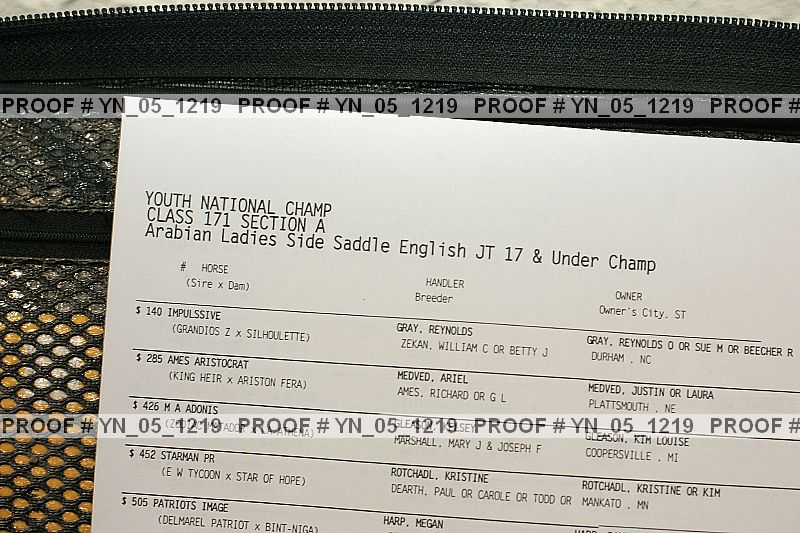 PROOF # YN_05_1219 PROOF # YN_05_1219 PROOF # YN_05_1219 PROOF #
YOUTH NATIONAL CHAMP
CLASS 171 SECTION A
Arabian Ladies Side Saddle English JT 17 & Under Champ
# HORSE HANDLER OWNER
(Sire x Dam) Breeder Owner's City, ST
$ 140 IMPULSSIVE GRAY, REYNOLDS GRAY, REYNOLDS O OR SUE M OR BEECHER R
(GRANDIOS Z x SILHOULETTE) ZEKAN, WILLIAM C OR BETTY J DURHAM , NC
$ 285 AMES ARISTOCRAT MEDVED, ARIEL MEDVED, JUSTIN OR LAURA
(KING HEIR x ARISTON FERA) AMES, RICHARD OR G L PLATTSMOUTH , NE
$ 426 M A ADONIS GLEASON, KIM LOUISE
PROOF # YN_05_1219 PROOF # YN_05_1219 PROOF # YN_05_1219 PROOF #
MARSHALL, MARY J & JOSEPH F COOPERSVILLE , MI
$ 452 STARMAN PR ROTCHADL, KRISTINE ROTCHADL, KRISTINE OR KIM
(E W TYCOON x STAR OF HOPE) DEARTH, PAUL OR CAROLE OR TODD OR MANKATO , MN
$ 505 PATRIOTS IMAGE HARP, MEGAN
(DELMAREL PATRIOT x BINT-NIGA)